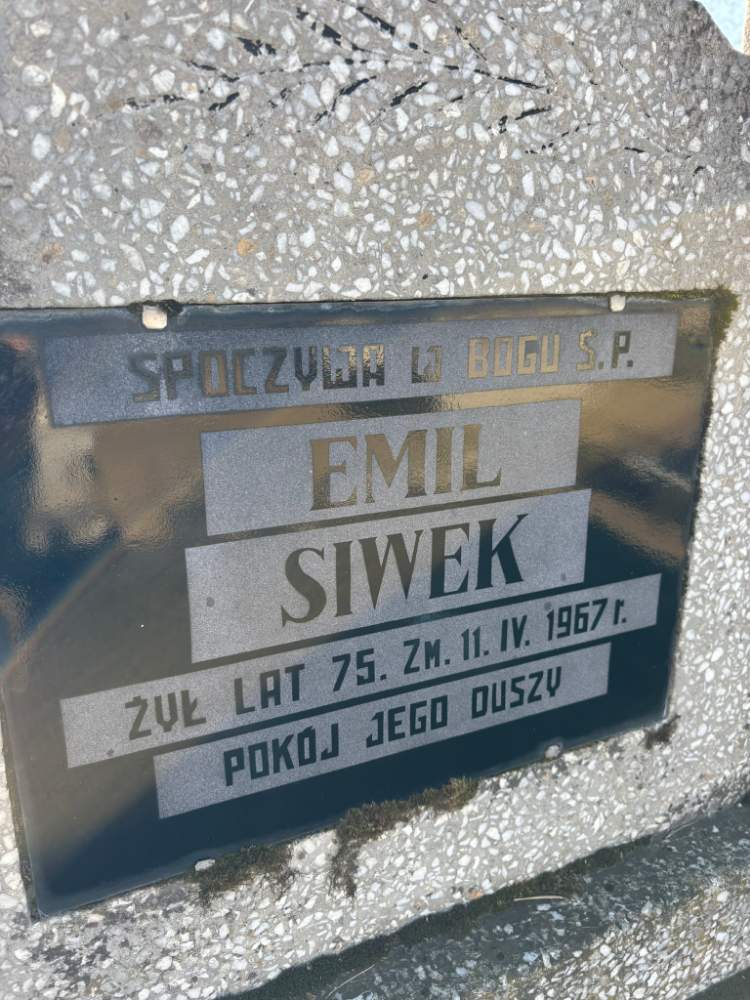 SPOCZYWA W BOGU Ś.P.
EMIL
SIWEK
ŻYŁ LAT 75. ZM. 11. IV. 1967 r.
POKÓJ JEGO DUSZY